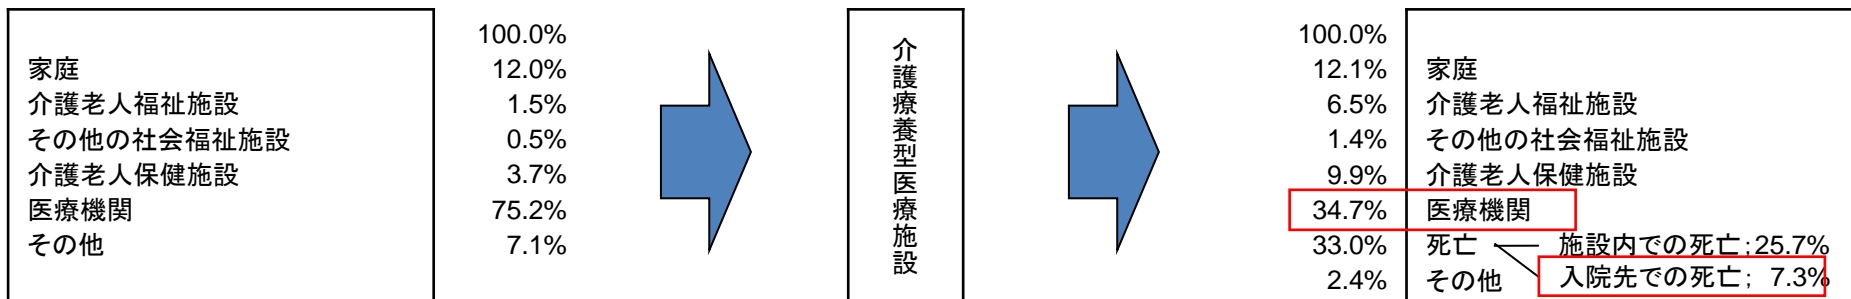 100.0%
家庭 12.0%
介護老人福祉施設 1.5%
その他の社会福祉施設 0.5%
介護老人保健施設 3.7%
医療機関 75.2%
その他 7.1%
介護療養型医療施設
100.0%
12.1% 家庭
6.5% 介護老人福祉施設
1.4% その他の社会福祉施設
9.9% 介護老人保健施設
34.7% 医療機関
33.0% 死亡 施設内での死亡;25.7%
2.4% その他 入院先での死亡; 7.3%